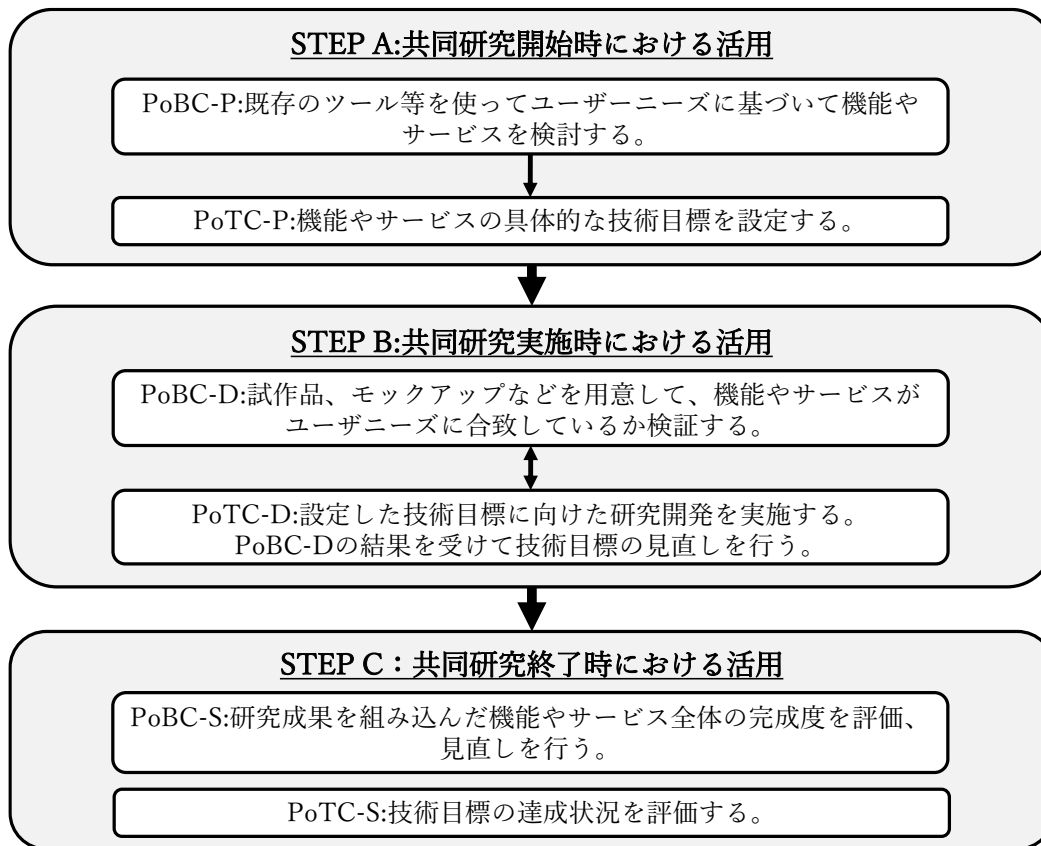 STEP A:共同研究開始時における活用
PoBC-P:既存のツール等を使ってユーザーニーズに基づいて機能や
サービスを検討する。
PoTC-P:機能やサービスの具体的な技術目標を設定する。
STEP B:共同研究実施時における活用
PoBC-D:試作品、モックアップなどを用意して、機能やサービスが
ユーザニーズに合致しているか検証する。
PoTC-D:設定した技術目標に向けた研究開発を実施する。
PoBC-Dの結果を受けて技術目標の見直しを行う。
STEP C：共同研究終了時における活用
PoBC-S:研究成果を組み込んだ機能やサービス全体の完成度を評価、
見直しを行う。
PoTC-S:技術目標の達成状況を評価する。